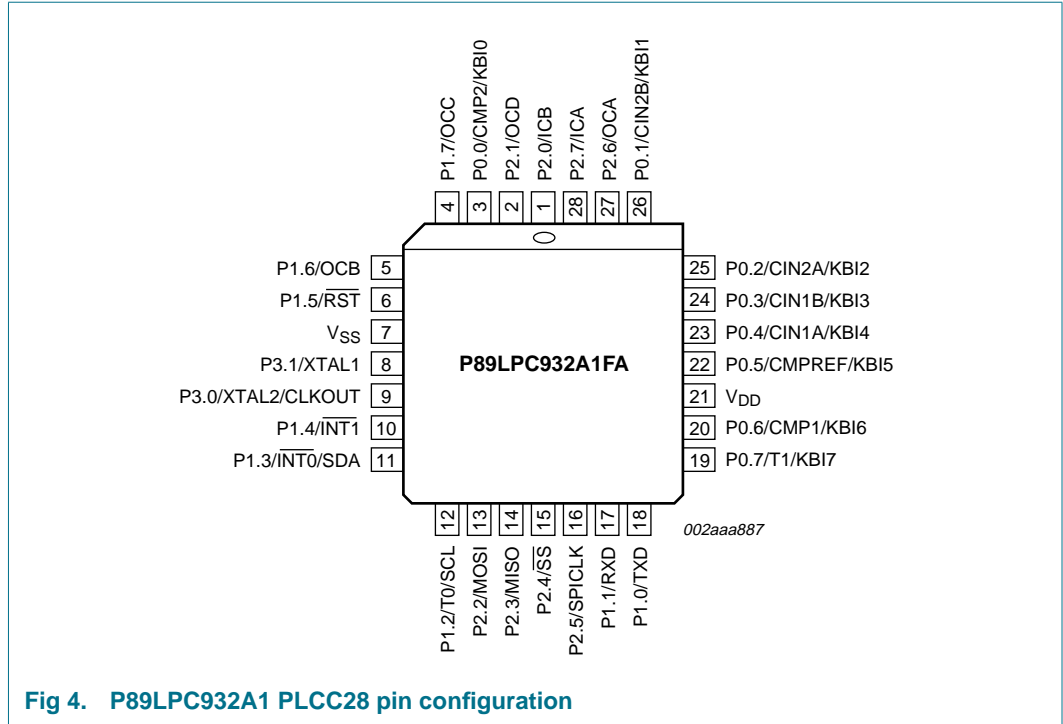 P1.7/OCC
P0.0/CMP2/KBI0
P2.1/OCD
P2.0/ICB
P2.7/ICA
P2.6/OCA
P0.1/CIN2B/KBI1
4 3 2 1 28 27 26
P1.6/OCB 5
P1.5/R̅S̅T̅ 6
VSS 7
P3.1/XTAL1 8
P3.0/XTAL2/CLKOUT 9
P1.4/I̅N̅T̅1̅ 10
P1.3/I̅N̅T̅0̅/SDA 11
P89LPC932A1FA
25 P0.2/CIN2A/KBI2
24 P0.3/CIN1B/KBI3
23 P0.4/CIN1A/KBI4
22 P0.5/CMPREF/KBI5
21 VDD
20 P0.6/CMP1/KBI6
19 P0.7/T1/KBI7
12 13 14 15 16 17 18
P1.2/T0/SCL
P2.2/MOSI
P2.3/MISO
P2.4/S̅S̅
P2.5/SPICLK
P1.1/RXD
P1.0/TXD
002aaa887
Fig 4. P89LPC932A1 PLCC28 pin configuration